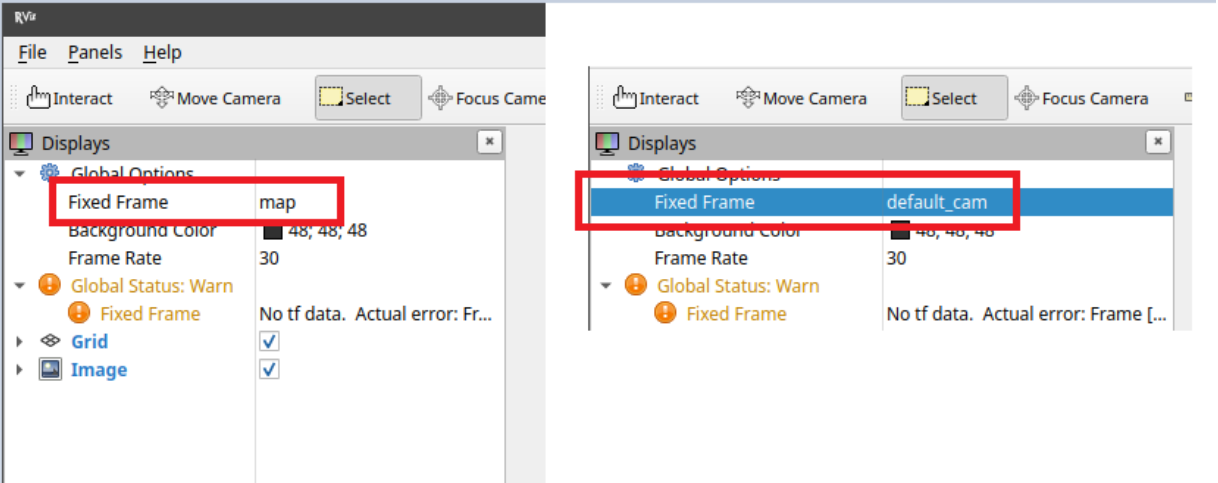 RViz
File Panels Help
Interact Move Camera Select Focus Came
Displays
Global Options
Fixed Frame map
Background Color 48; 48; 48
Frame Rate 30
Global Status: Warn
Fixed Frame No tf data. Actual error: Fr...
Grid
Image
Interact Move Camera Select Focus Camera
Displays
Global Options
Fixed Frame default_cam
Background Color 48; 48; 48
Frame Rate 30
Global Status: Warn
Fixed Frame No tf data. Actual error: Frame [...